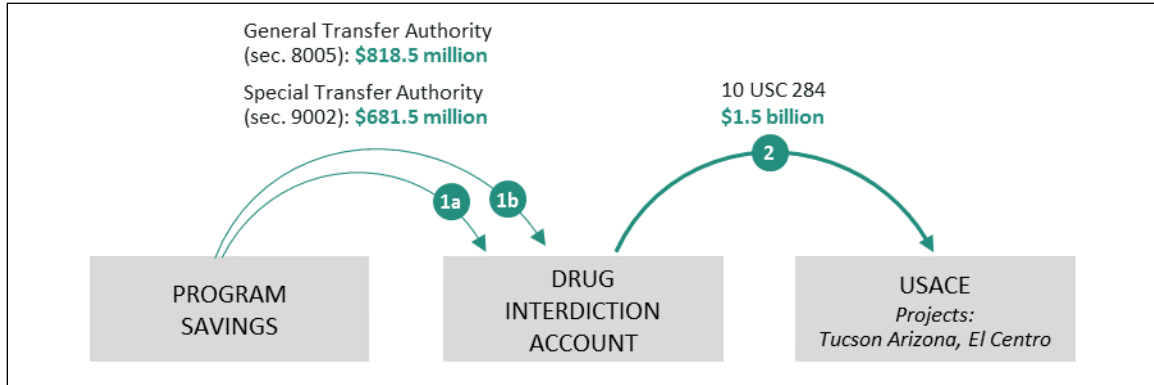 General Transfer Authority
(sec. 8005): $818.5 million
Special Transfer Authority
(sec. 9002): $681.5 million
10 USC 284
$1.5 billion
2
1a
1b
PROGRAM
SAVINGS
DRUG
INTERDICTION
ACCOUNT
USACE
Projects:
Tucson Arizona, El Centro